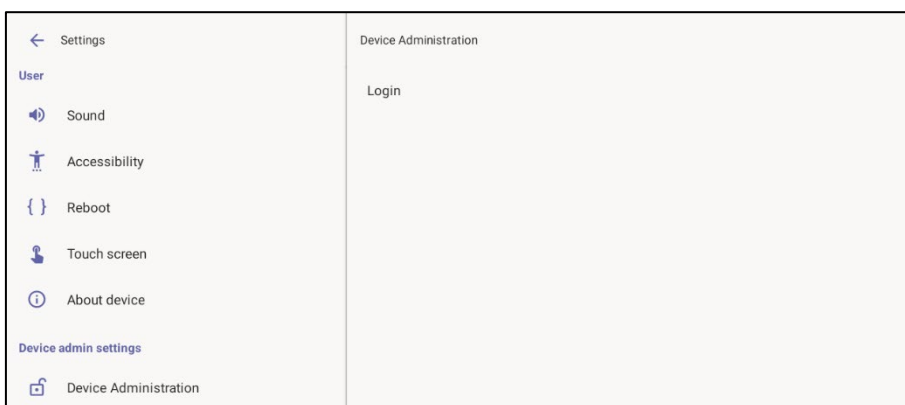 Settings
User
Sound
Accessibility
Reboot
Touch screen
About device
Device admin settings
Device Administration
Device Administration
Login